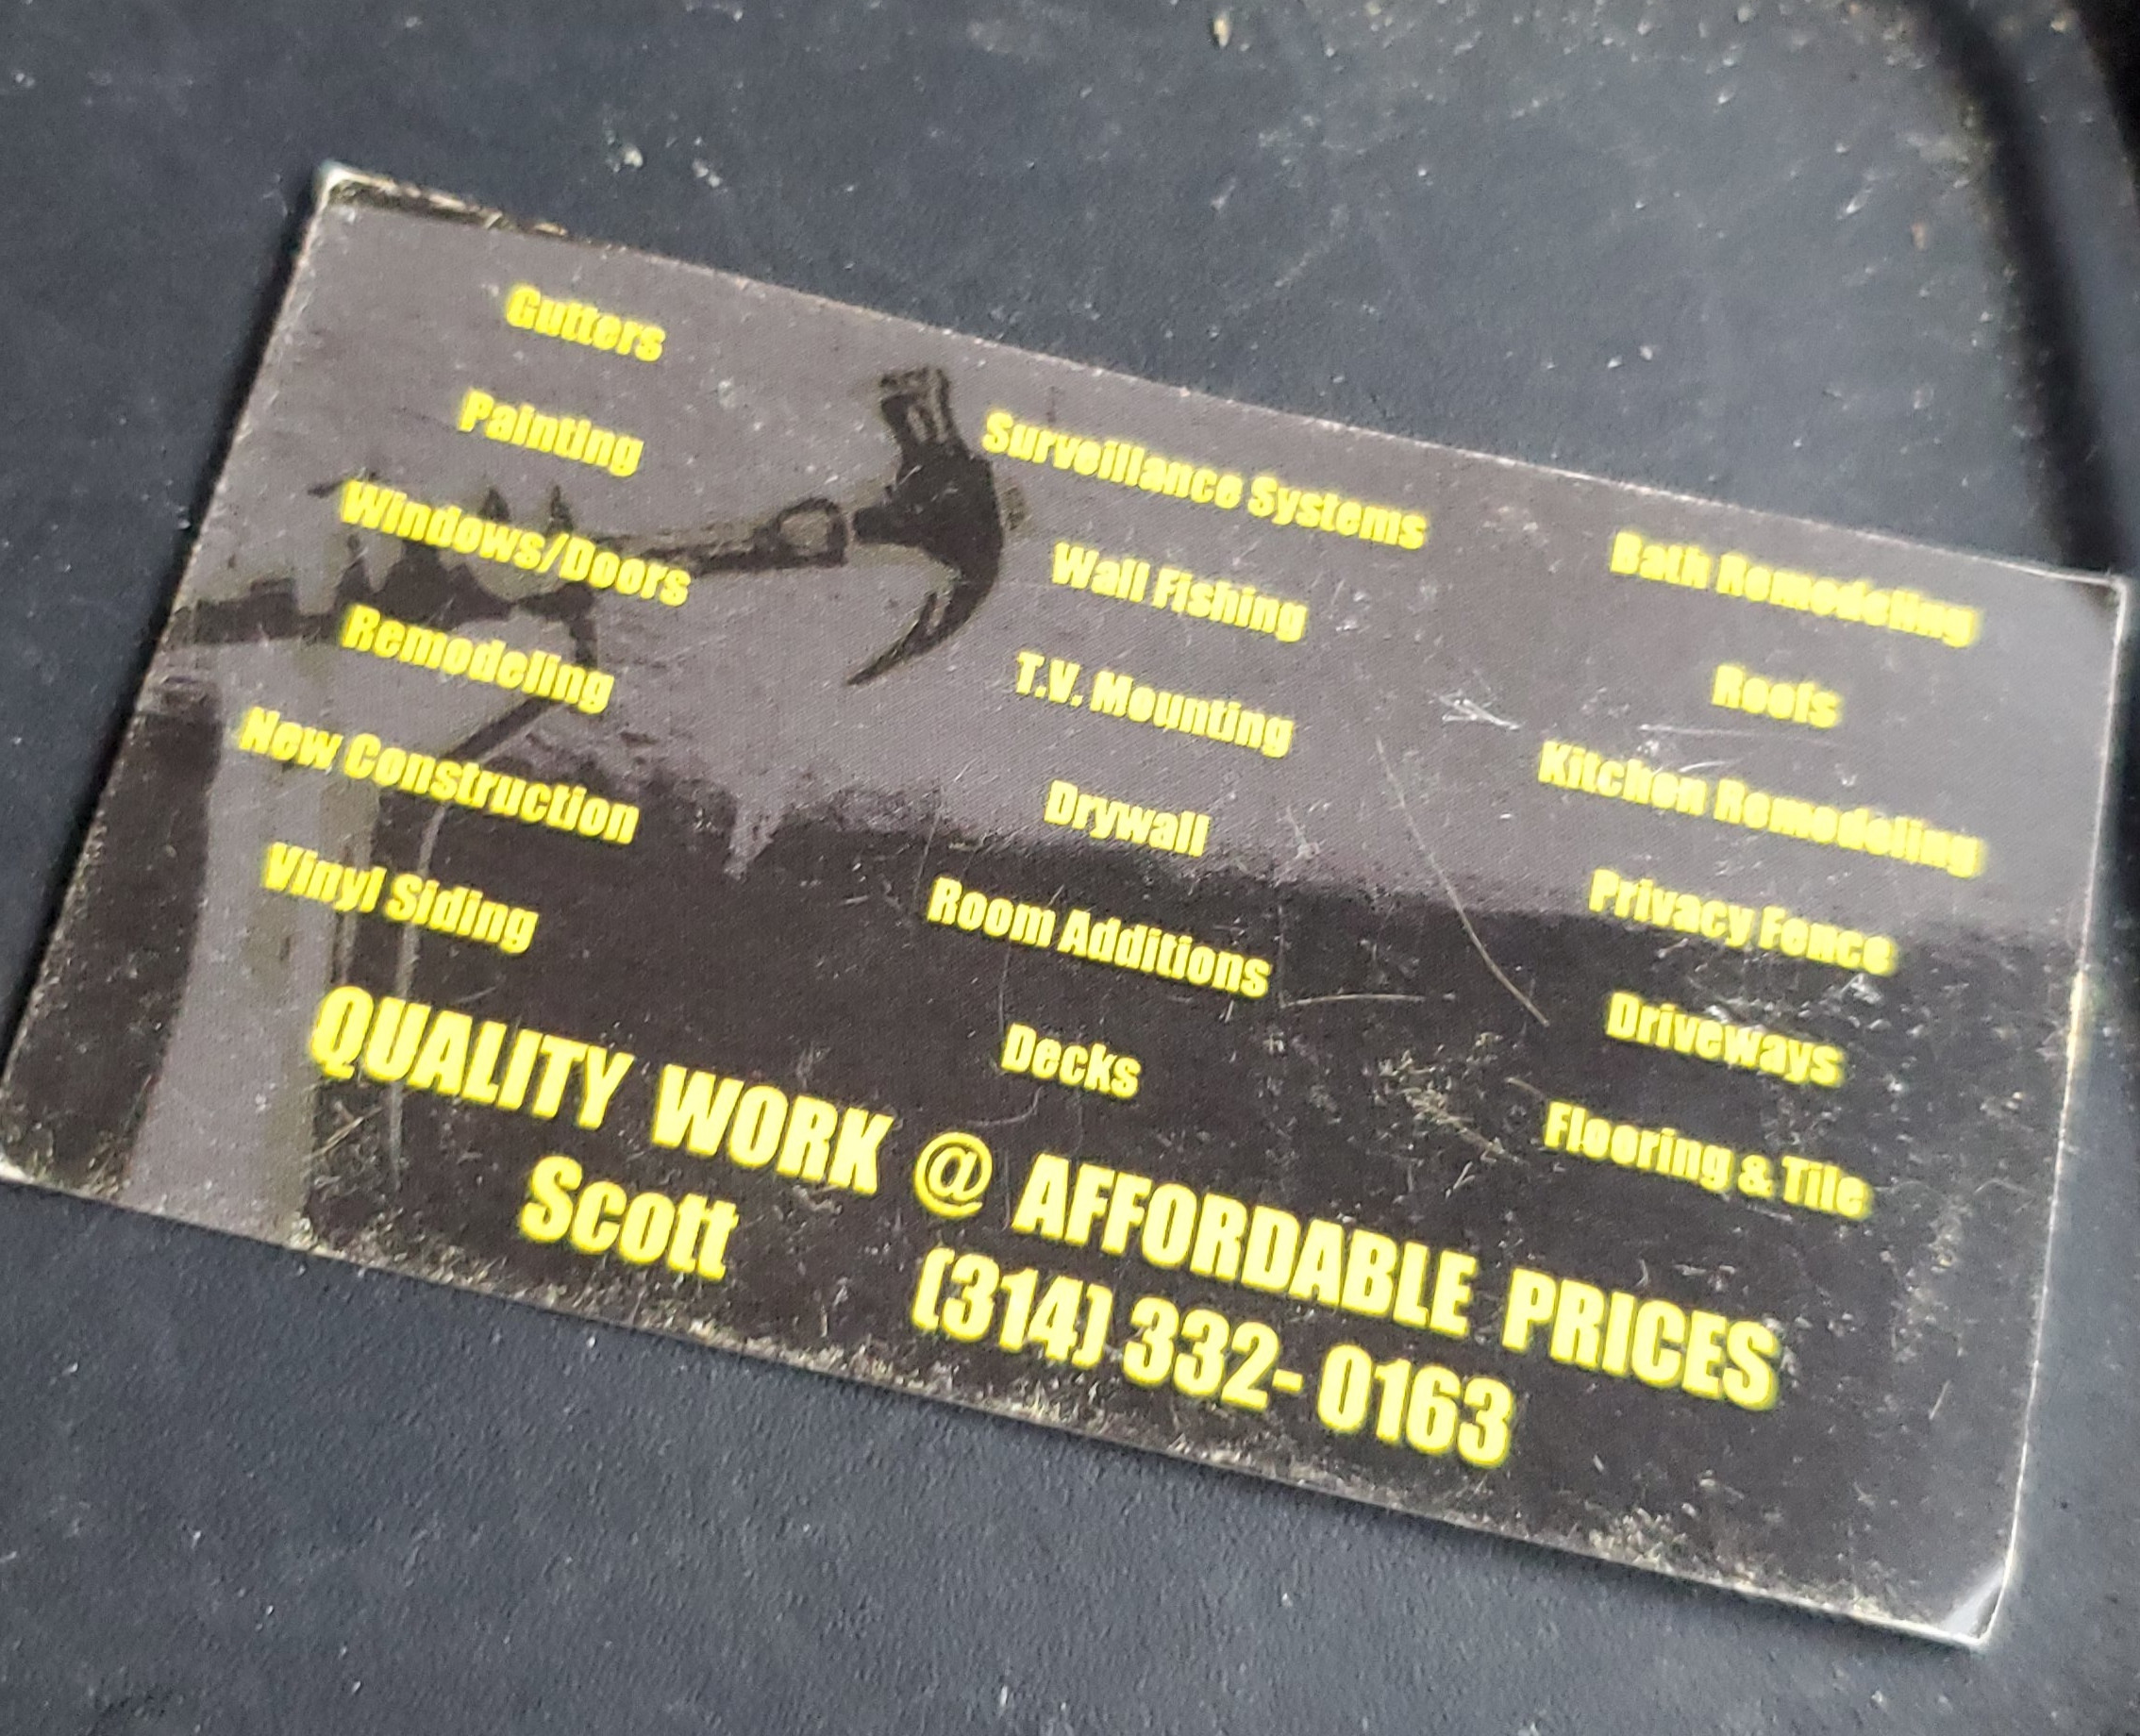 Gutters
Painting
Windows/Doors
Remodeling
New Construction
Vinyl Siding
Surveillance Systems
Wall Fishing
T.V. Mounting
Drywall
Room Additions
Decks
Bath Remodeling
Roofs
Kitchen Remodeling
Privacy Fence
Driveways
Flooring & Tile
QUALITY WORK @ AFFORDABLE PRICES
Scott (314) 332- 0163